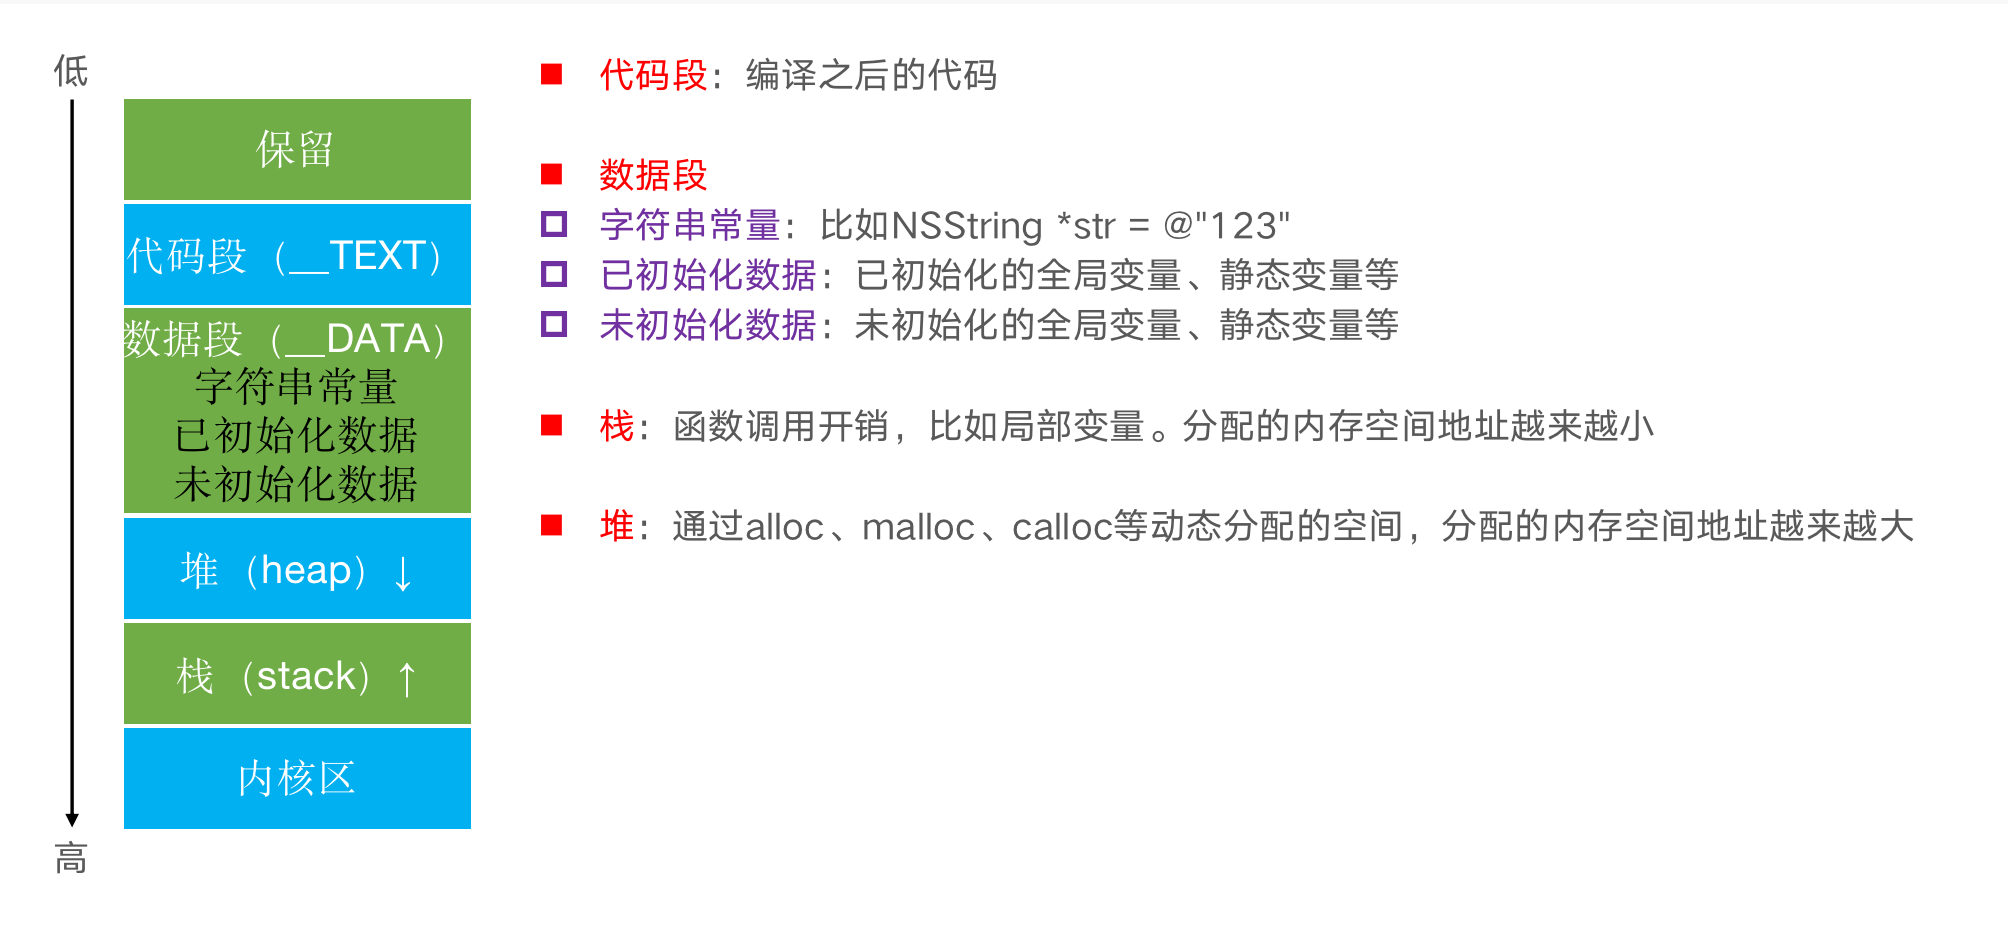 低
保留
代码段（__TEXT）
数据段（__DATA）
字符串常量
已初始化数据
未初始化数据
堆（heap）↓
栈（stack）↑
内核区
高
代码段：编译之后的代码
数据段
字符串常量：比如NSString *str = @"123"
已初始化数据：已初始化的全局变量、静态变量等
未初始化数据：未初始化的全局变量、静态变量等
栈：函数调用开销，比如局部变量。分配的内存空间地址越来越小
堆：通过alloc、malloc、calloc等动态分配的空间，分配的内存空间地址越来越大